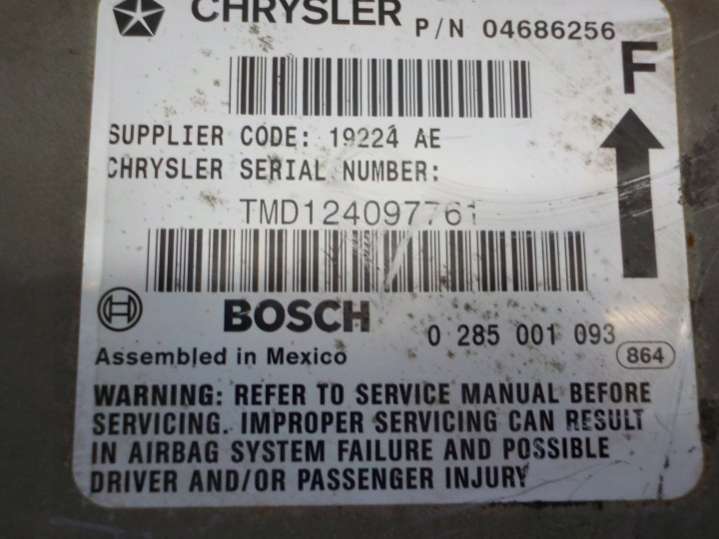 CHRYSLER P/N 04686256
F
SUPPLIER CODE: 19224 AE
CHRYSLER SERIAL NUMBER:
TMD124097761
BOSCH 0 285 001 093
Assembled in Mexico 864
WARNING: REFER TO SERVICE MANUAL BEFORE
SERVICING. IMPROPER SERVICING CAN RESULT
IN AIRBAG SYSTEM FAILURE AND POSSIBLE
DRIVER AND/OR PASSENGER INJURY